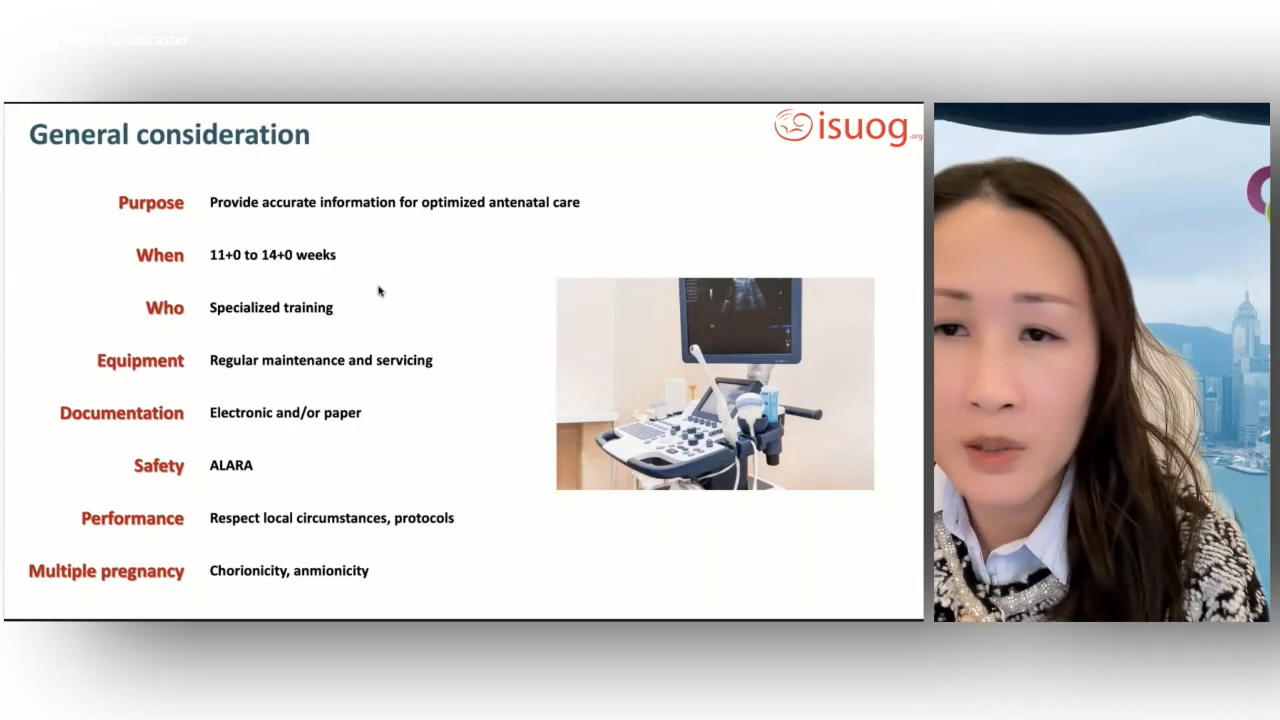 Broadcaster
General consideration
isuog.org
Purpose
Provide accurate information for optimized antenatal care
When
11+0 to 14+0 weeks
Who
Specialized training
Equipment
Regular maintenance and servicing
Documentation
Electronic and/or paper
Safety
ALARA
Performance
Respect local circumstances, protocols
Multiple pregnancy
Chorionicity, anmionicity